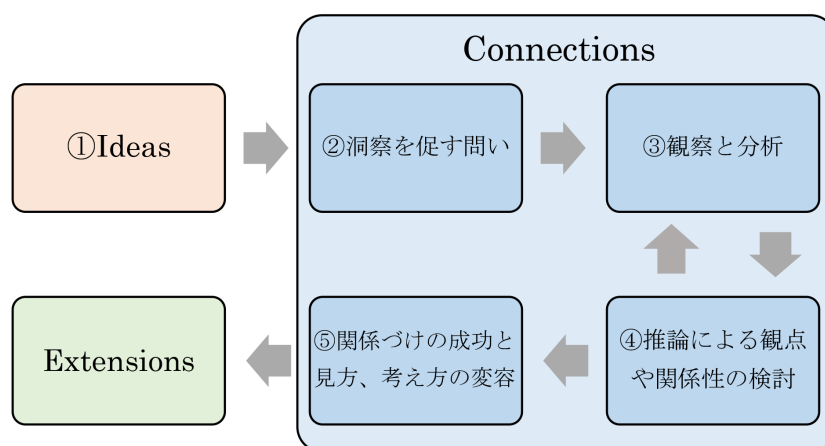 Connections
①Ideas
②洞察を促す問い
③観察と分析
④推論による観点
や関係性の検討
⑤関係づけの成功と
見方、考え方の変容
Extensions